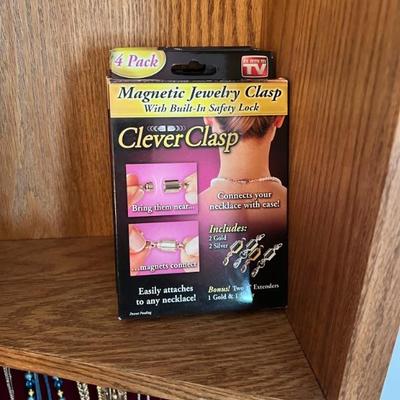 4 Pack
AS SEEN ON
TV
Magnetic Jewelry Clasp
With Built-In Safety Lock
CleverClasp
Bring them near...
Connects your
necklace with ease!
Includes:
2 Gold
2 Silver
...magnets connect
Easily attaches
to any necklace!
Bonus! Two Extenders
1 Gold & 1
Patent Pending